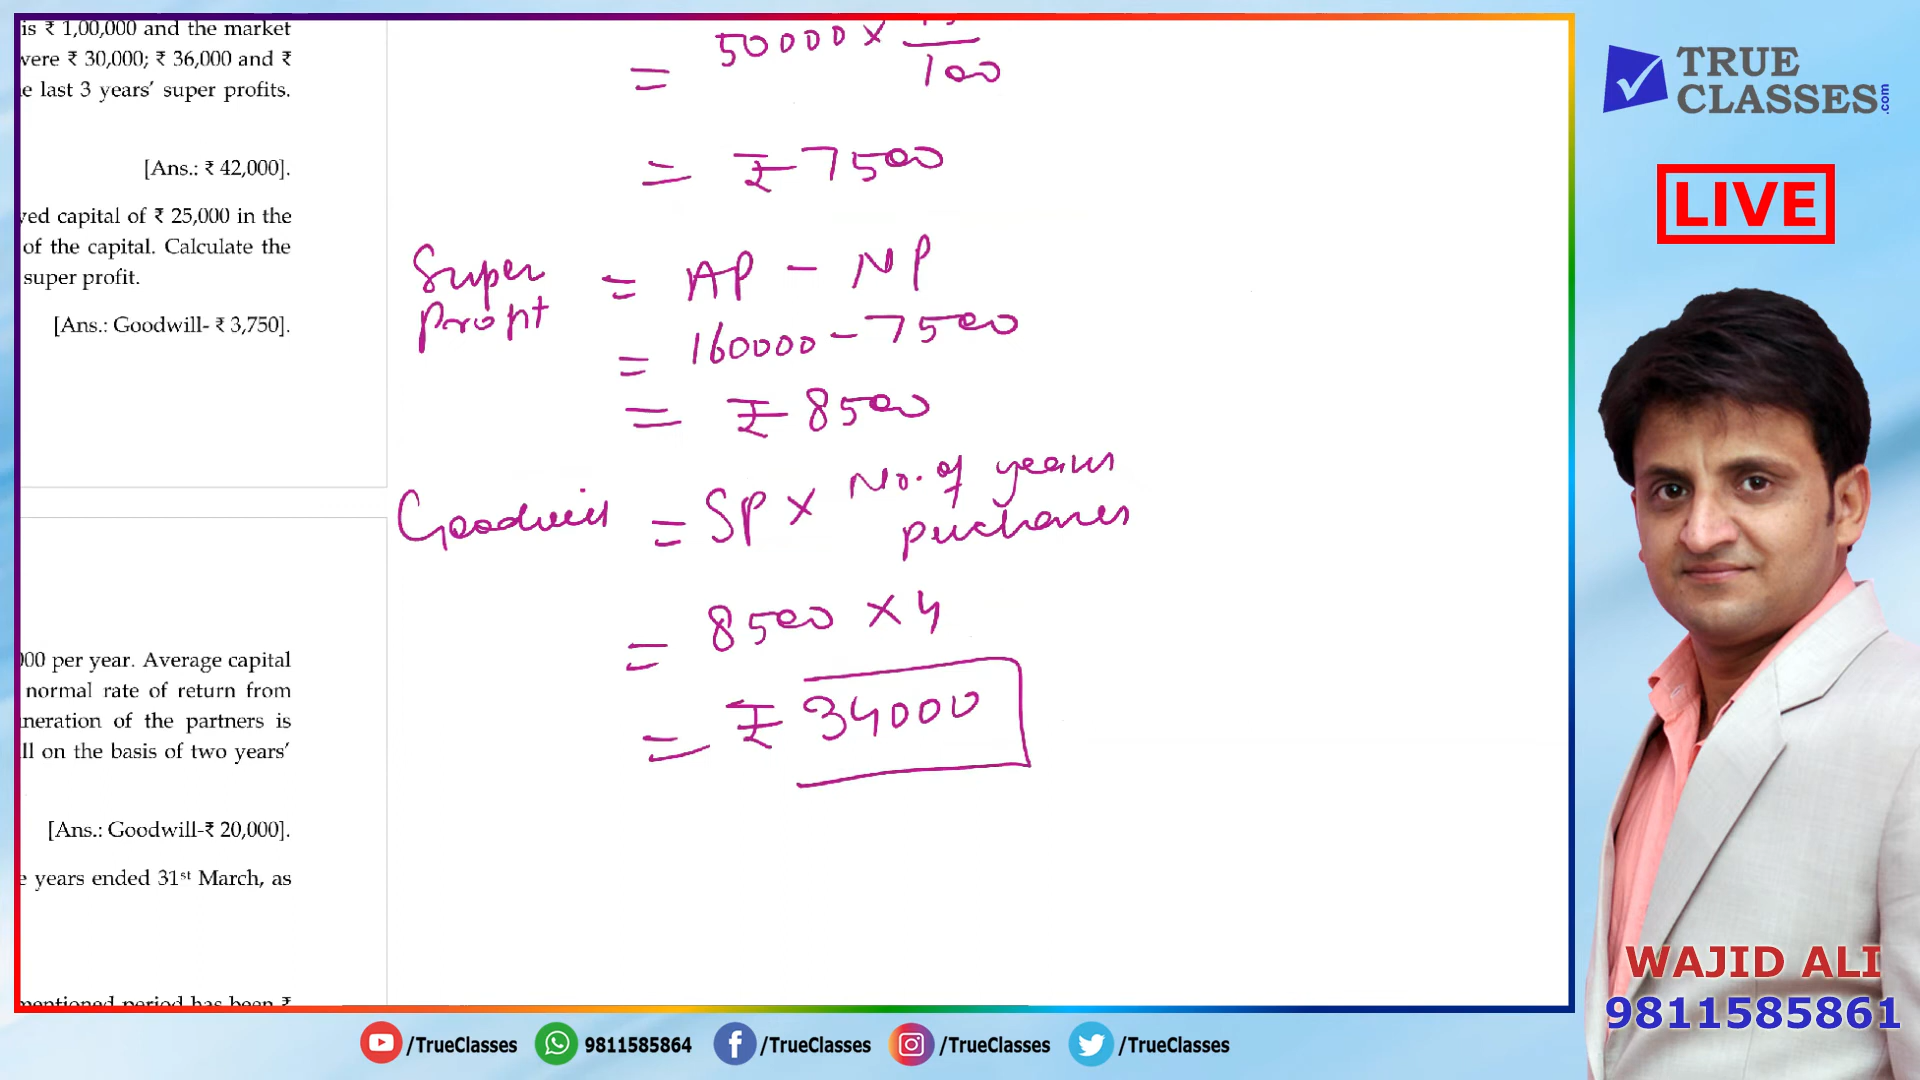 is ₹ 1,00,000 and the market
were ₹ 30,000; ₹ 36,000 and ₹
e last 3 years' super profits.
[Ans.: ₹ 42,000].
ved capital of ₹ 25,000 in the
of the capital. Calculate the
super profit.
[Ans.: Goodwill- ₹ 3,750].
000 per year. Average capital
normal rate of return from
neration of the partners is
ll on the basis of two years'
[Ans.: Goodwill-₹ 20,000].
e years ended 31st March, as
mentioned period has been ₹
= 50000 × /100
= ₹ 7500
Super Profit = AP - NP
= 160000 - 7500
= ₹ 8500
Goodwill = SP × No. of years purchases
= 8500 × 4
= ₹ 34000
TRUE
CLASSES.com
LIVE
WAJID ALI
9811585861
/TrueClasses 9811585864 /TrueClasses /TrueClasses /TrueClasses